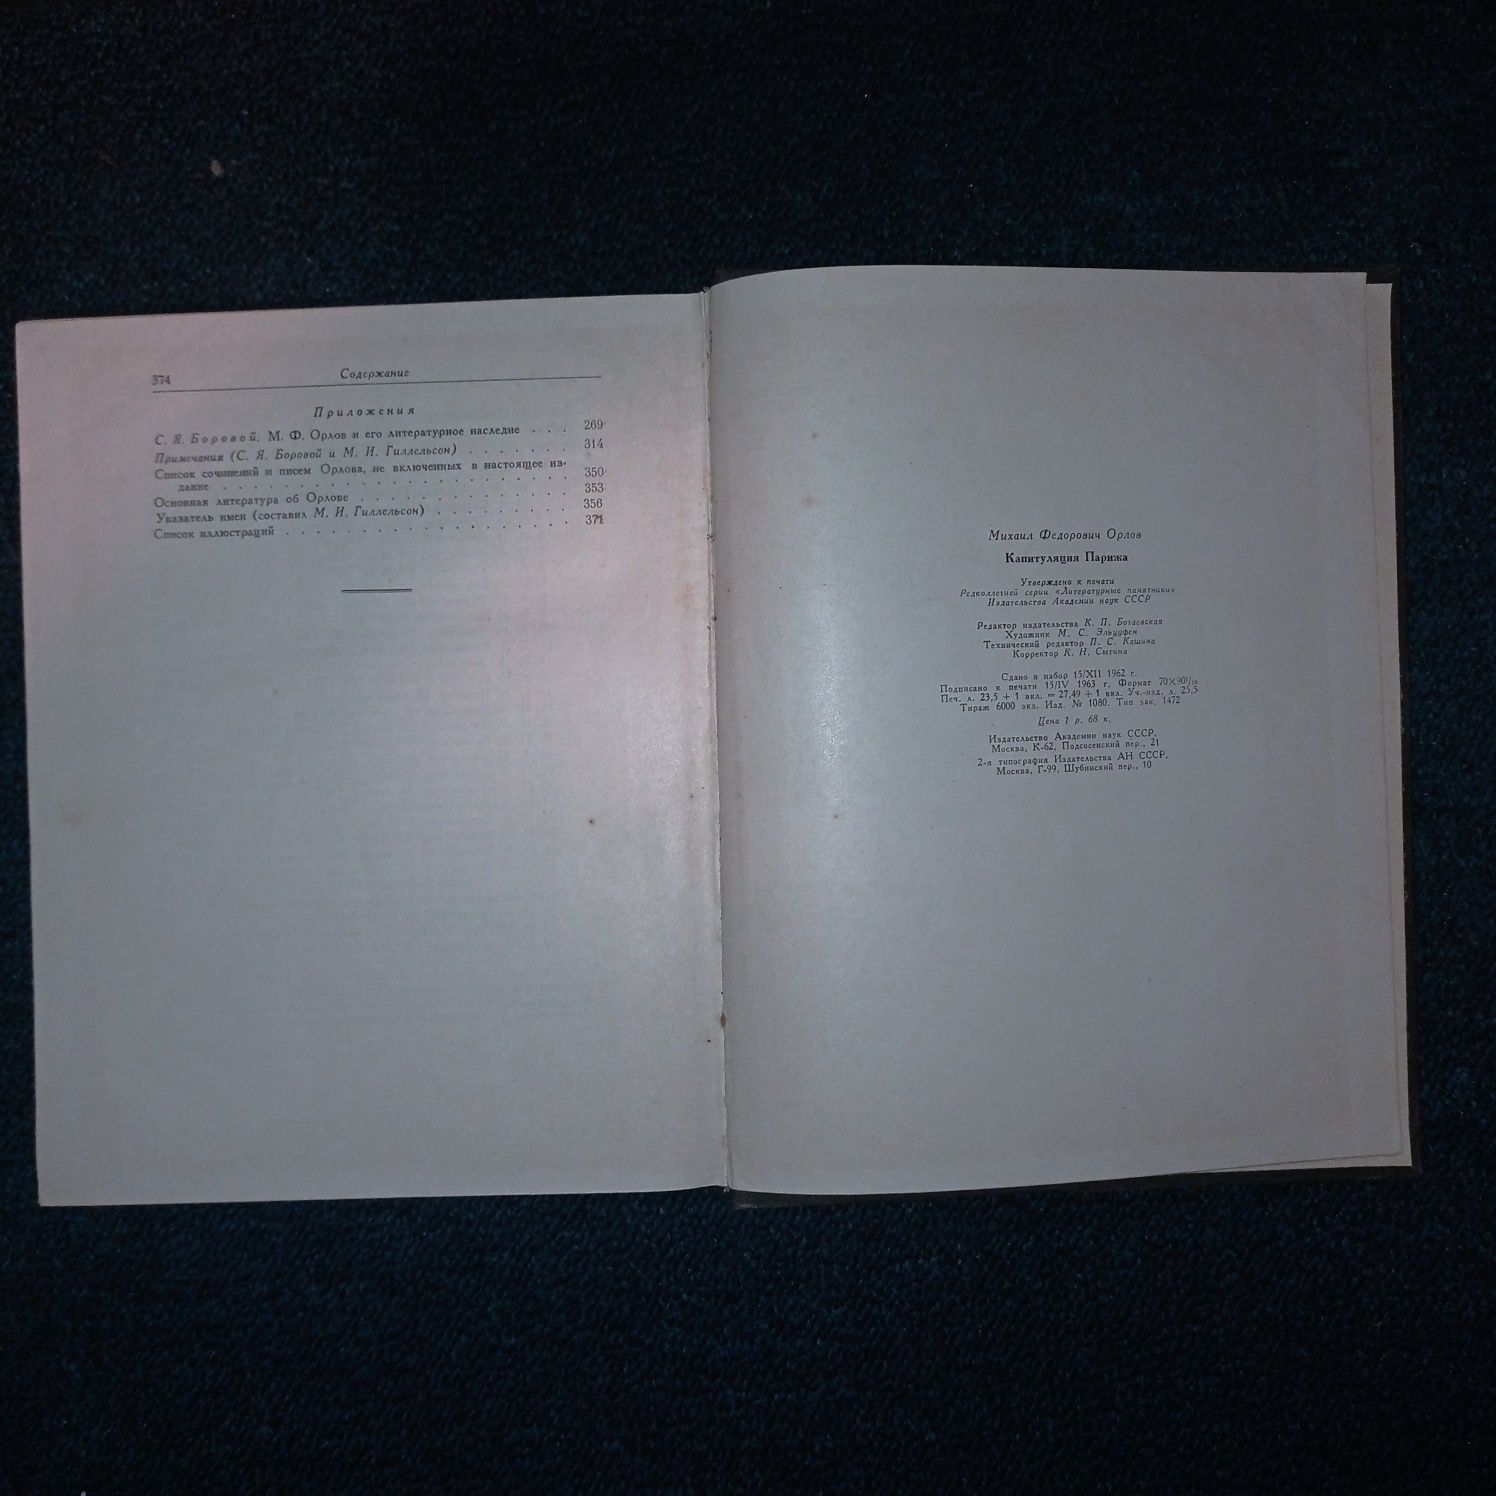 374
Содержание
Приложения
С. Я. Боровой. М. Ф. Орлов и его литературное наследие . . . 269
Примечания (С. Я. Боровой и М. И. Гиллельсон) . . . . . . . 314
Список сочинений и писем Орлова, не включенных в настоящее из-
дание . . . . . . . . . . . . . . . . . . . . . 350
Основная литература об Орлове . . . . . . . . . . . . . 353
Указатель имен (составил М. И. Гиллельсон) . . . . . . . . . 356
Список иллюстраций . . . . . . . . . . . . . . . . . 371
Михаил Федорович Орлов
Капитуляция Парижа
Утверждено к печати
Редколлегией серии «Литературные памятники»
Издательства Академии наук СССР
Редактор издательства К. П. Богаевская
Художник М. С. Эльцуфен
Технический редактор П. С. Кашина
Корректор К. Н. Сытина
Сдано в набор 15/XII 1962 г.
Подписано к печати 15/IV 1963 г. Формат 70×90¹/₁₆
Печ. л. 23,5 + 1 вкл. = 27,49 + 1 вкл. Уч.-изд. л. 25,5
Тираж 6000 экз. Изд. № 1080. Тип зак. 1472
Цена 1 р. 68 к.
Издательство Академии наук СССР,
Москва, К-62, Подсосенский пер., 21
2-я типография Издательства АН СССР,
Москва, Г-99, Шубинский пер., 10